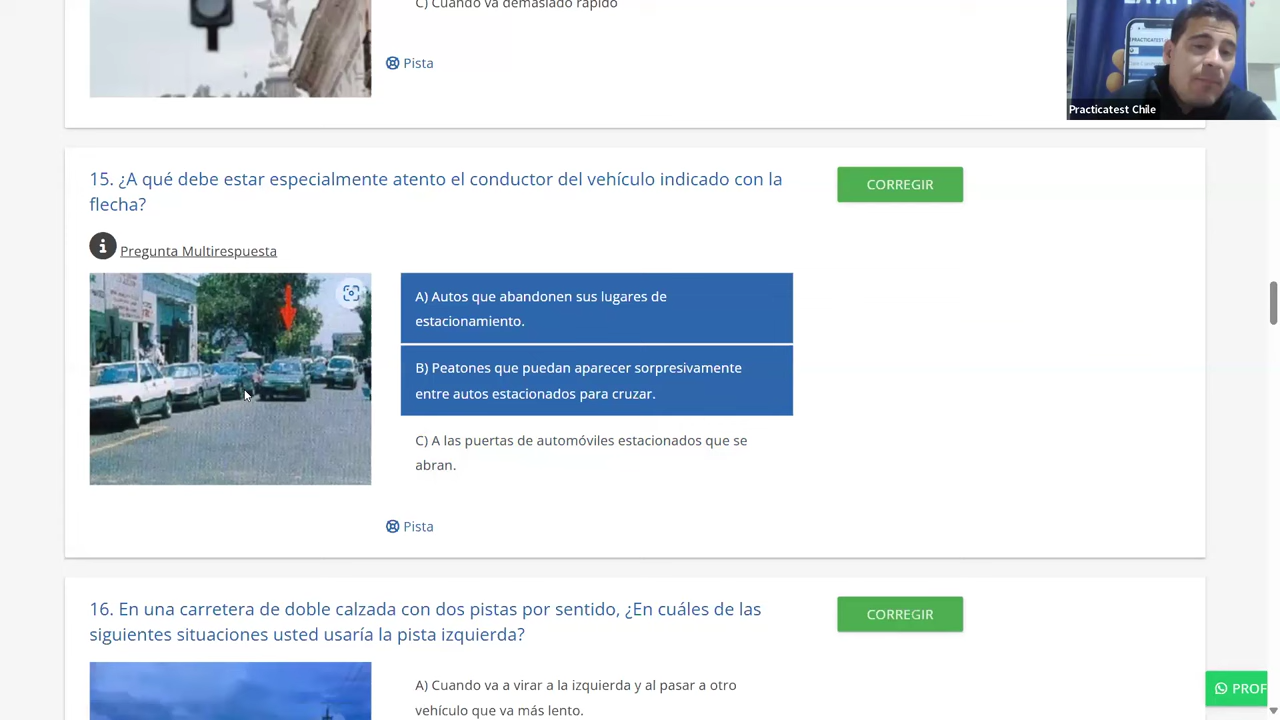 C) Cuando va demasiado rápido
Pista
Practicatest Chile
15. ¿A qué debe estar especialmente atento el conductor del vehículo indicado con la
flecha?
CORREGIR
Pregunta Multirespuesta
A) Autos que abandonen sus lugares de
estacionamiento.
B) Peatones que puedan aparecer sorpresivamente
entre autos estacionados para cruzar.
C) A las puertas de automóviles estacionados que se
abran.
Pista
16. En una carretera de doble calzada con dos pistas por sentido, ¿En cuáles de las
siguientes situaciones usted usaría la pista izquierda?
CORREGIR
A) Cuando va a virar a la izquierda y al pasar a otro
vehículo que va más lento.
PROF